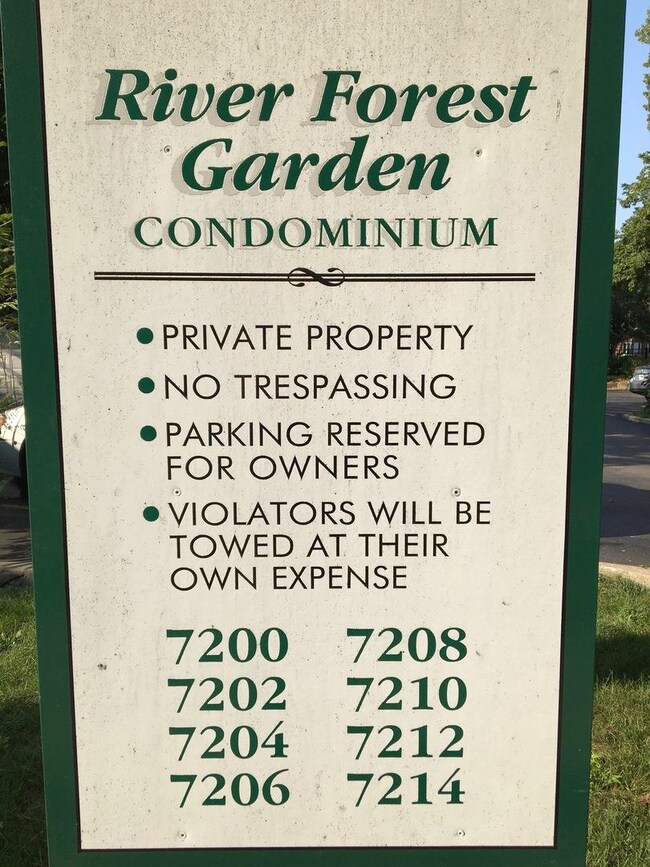 River Forest
Garden
CONDOMINIUM
• PRIVATE PROPERTY
• NO TRESPASSING
• PARKING RESERVED
FOR OWNERS
• VIOLATORS WILL BE
TOWED AT THEIR
OWN EXPENSE
7200 7208
7202 7210
7204 7212
7206 7214